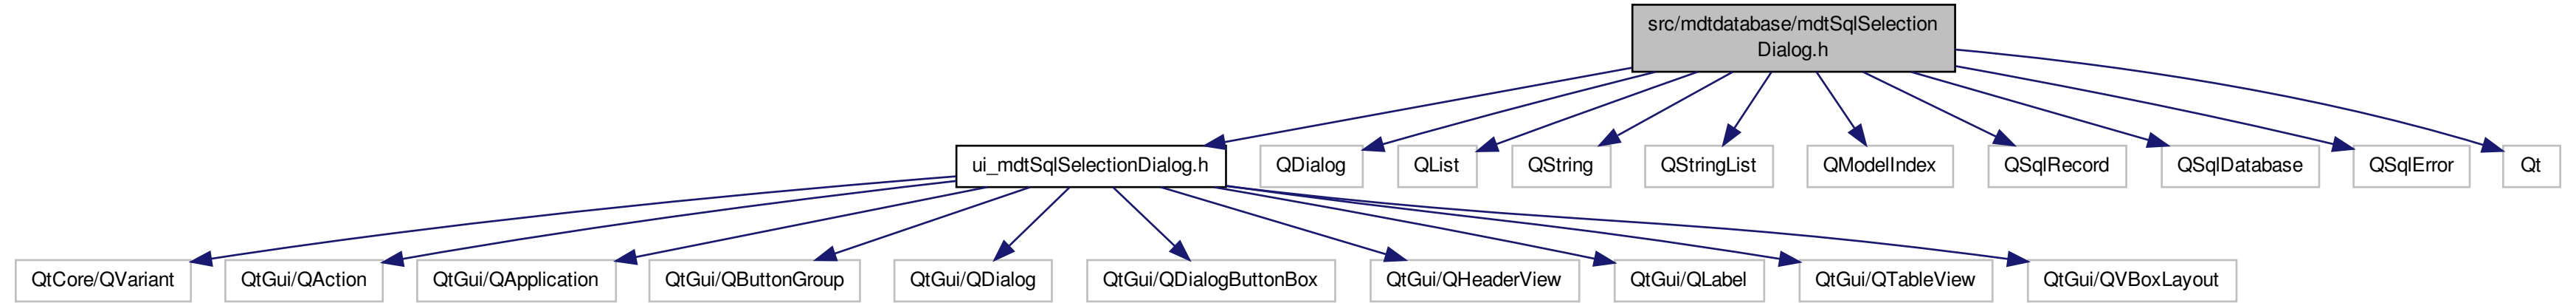 src/mdtdatabase/mdtSqlSelection
Dialog.h
ui_mdtSqlSelectionDialog.h
QDialog
QList
QString
QStringList
QModelIndex
QSqlRecord
QSqlDatabase
QSqlError
Qt
QtCore/QVariant
QtGui/QAction
QtGui/QApplication
QtGui/QButtonGroup
QtGui/QDialog
QtGui/QDialogButtonBox
QtGui/QHeaderView
QtGui/QLabel
QtGui/QTableView
QtGui/QVBoxLayout